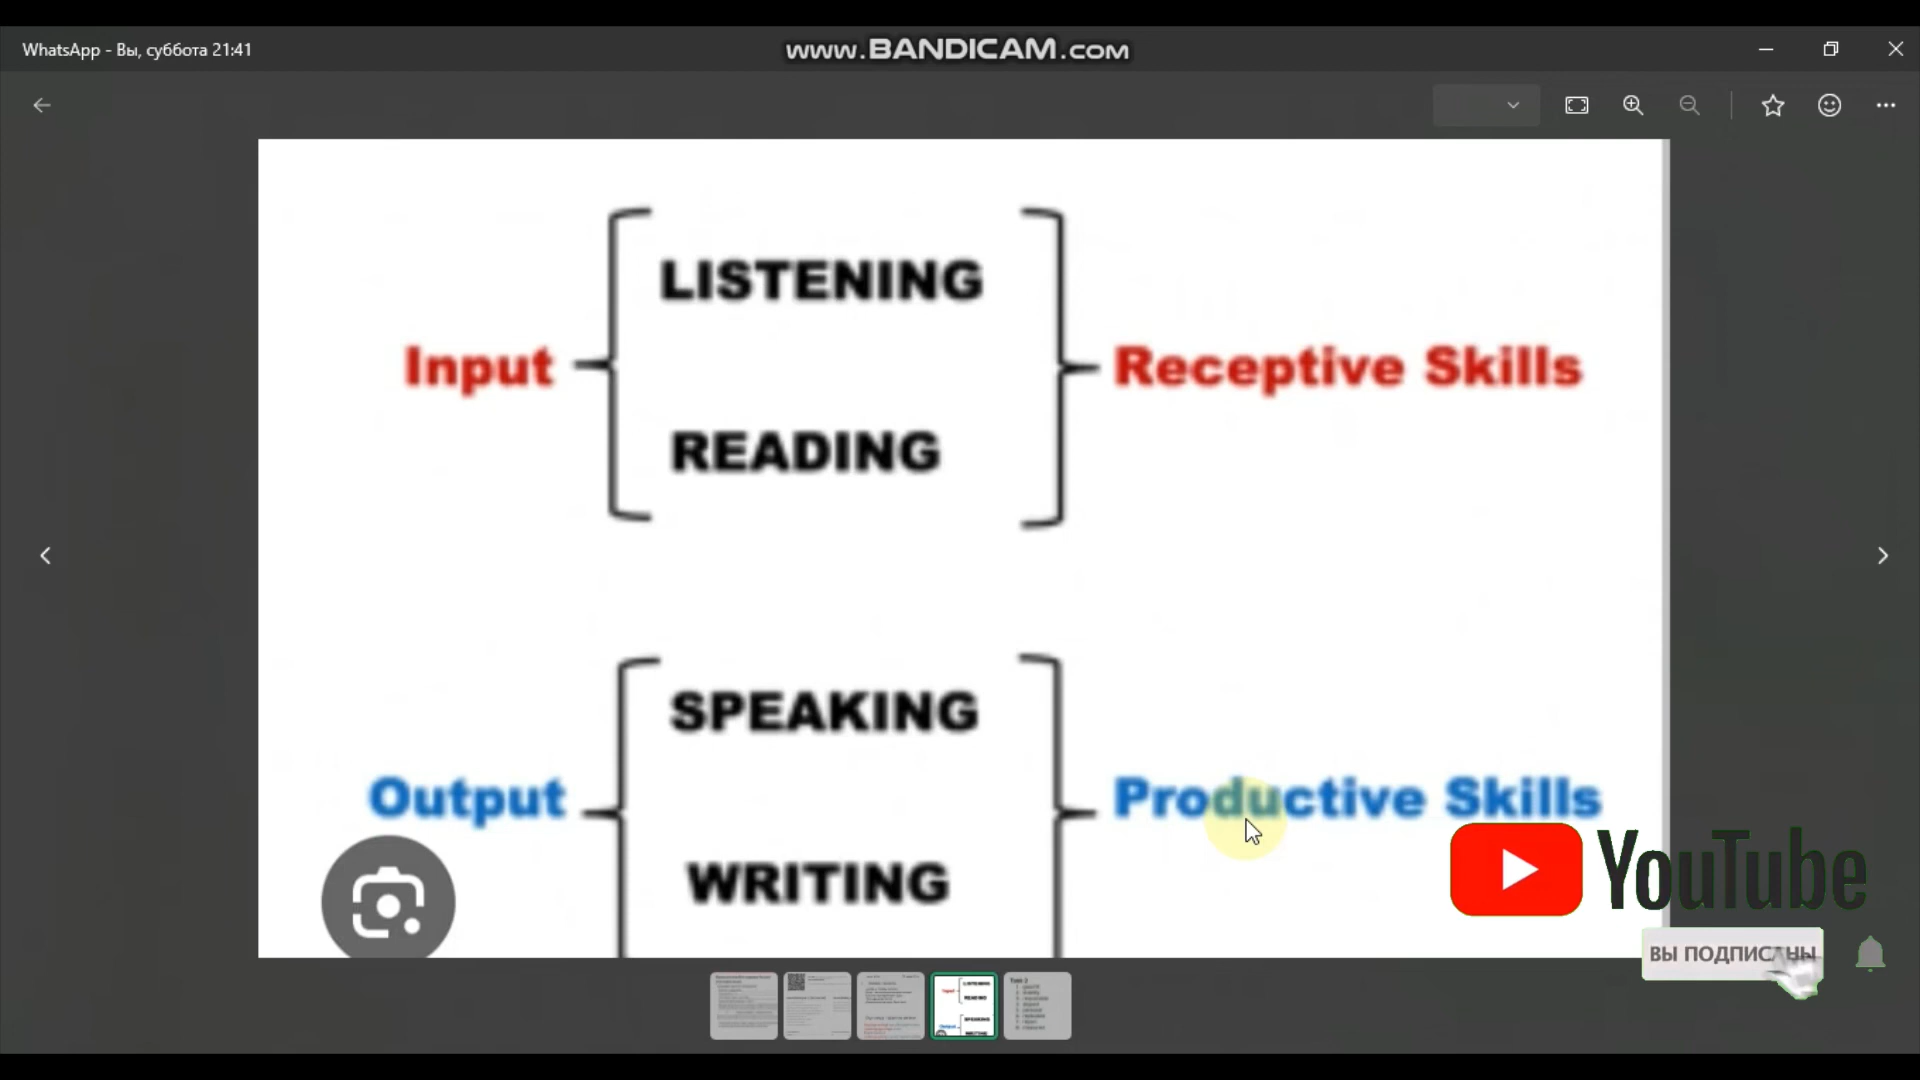 WhatsApp - Вы, суббота 21:41
www.BANDICAM.com
LISTENING
Input
Receptive Skills
READING
SPEAKING
Output
Productive Skills
WRITING
YouTube
ВЫ ПОДПИСАНЫ